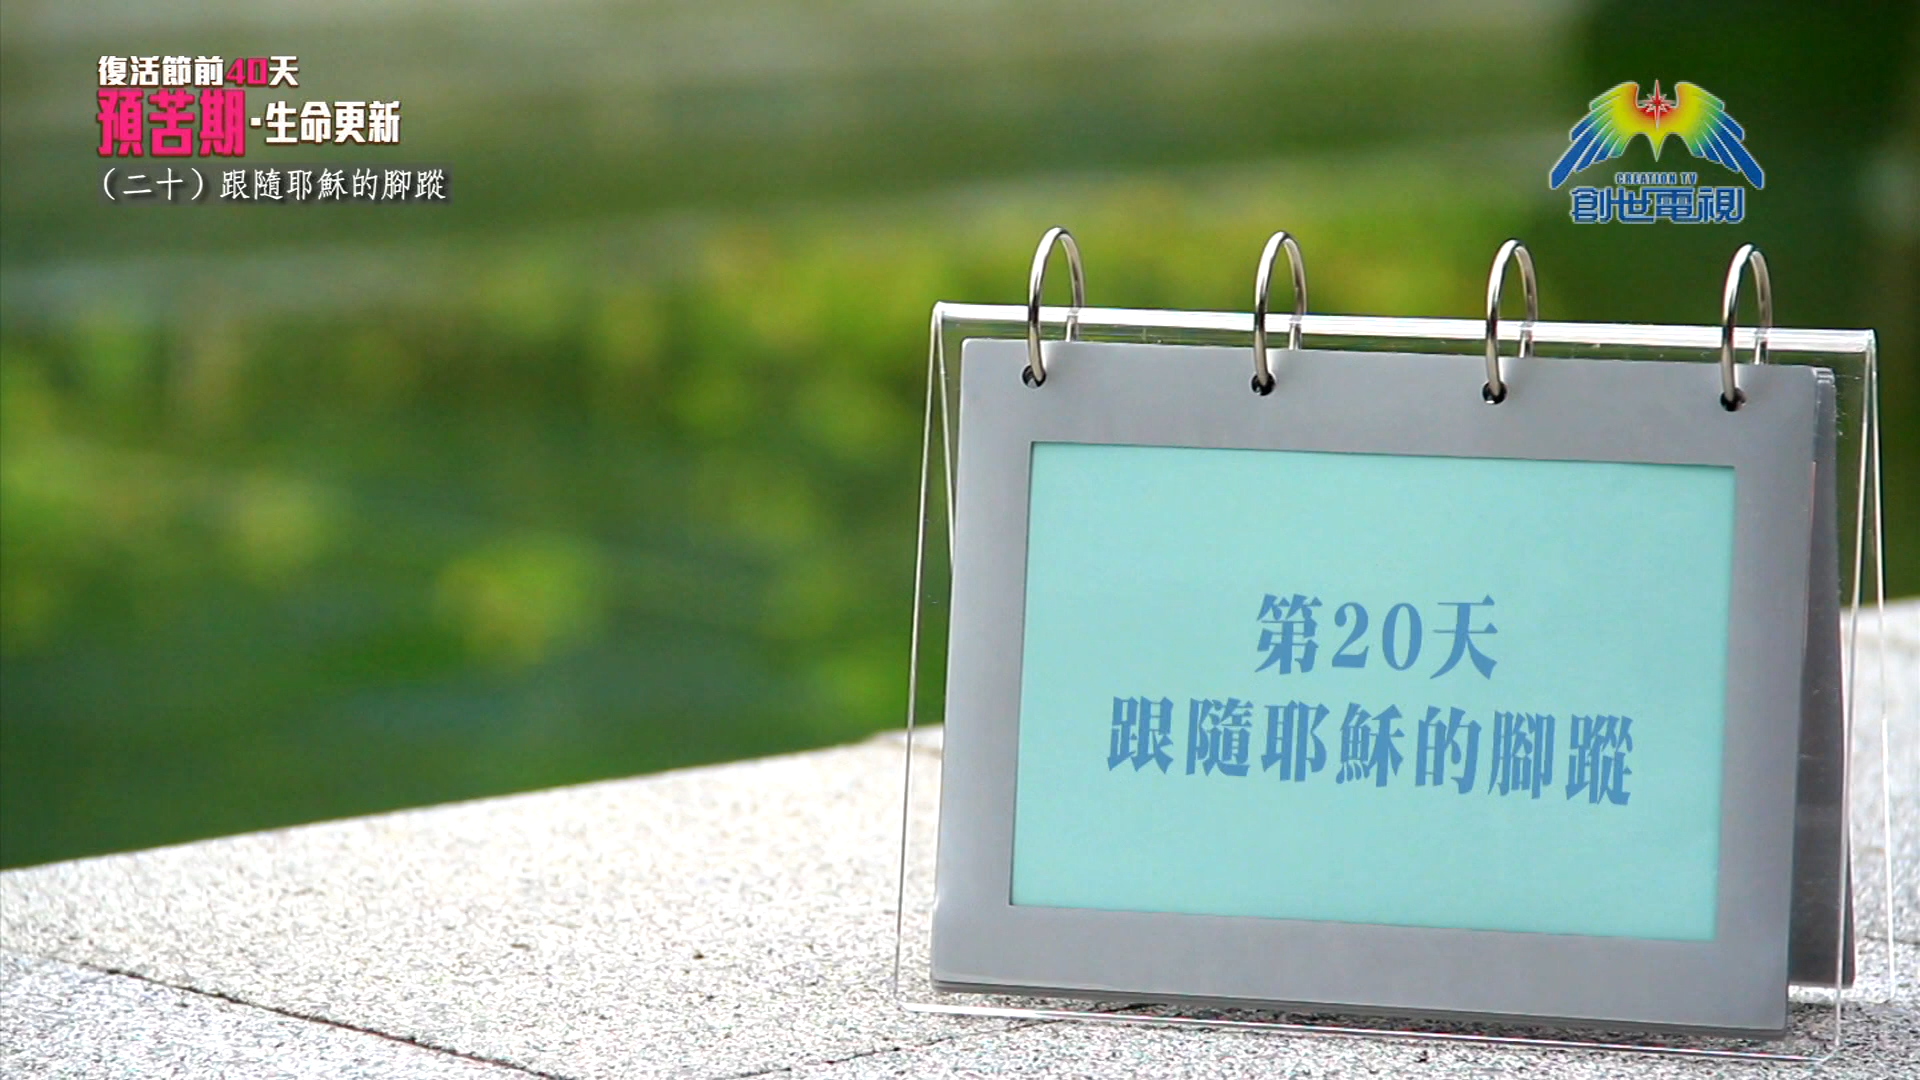 復活節前40天
預苦期·生命更新
（二十）跟隨耶穌的腳蹤
CREATION TV
創世電視
第20天
跟隨耶穌的腳蹤